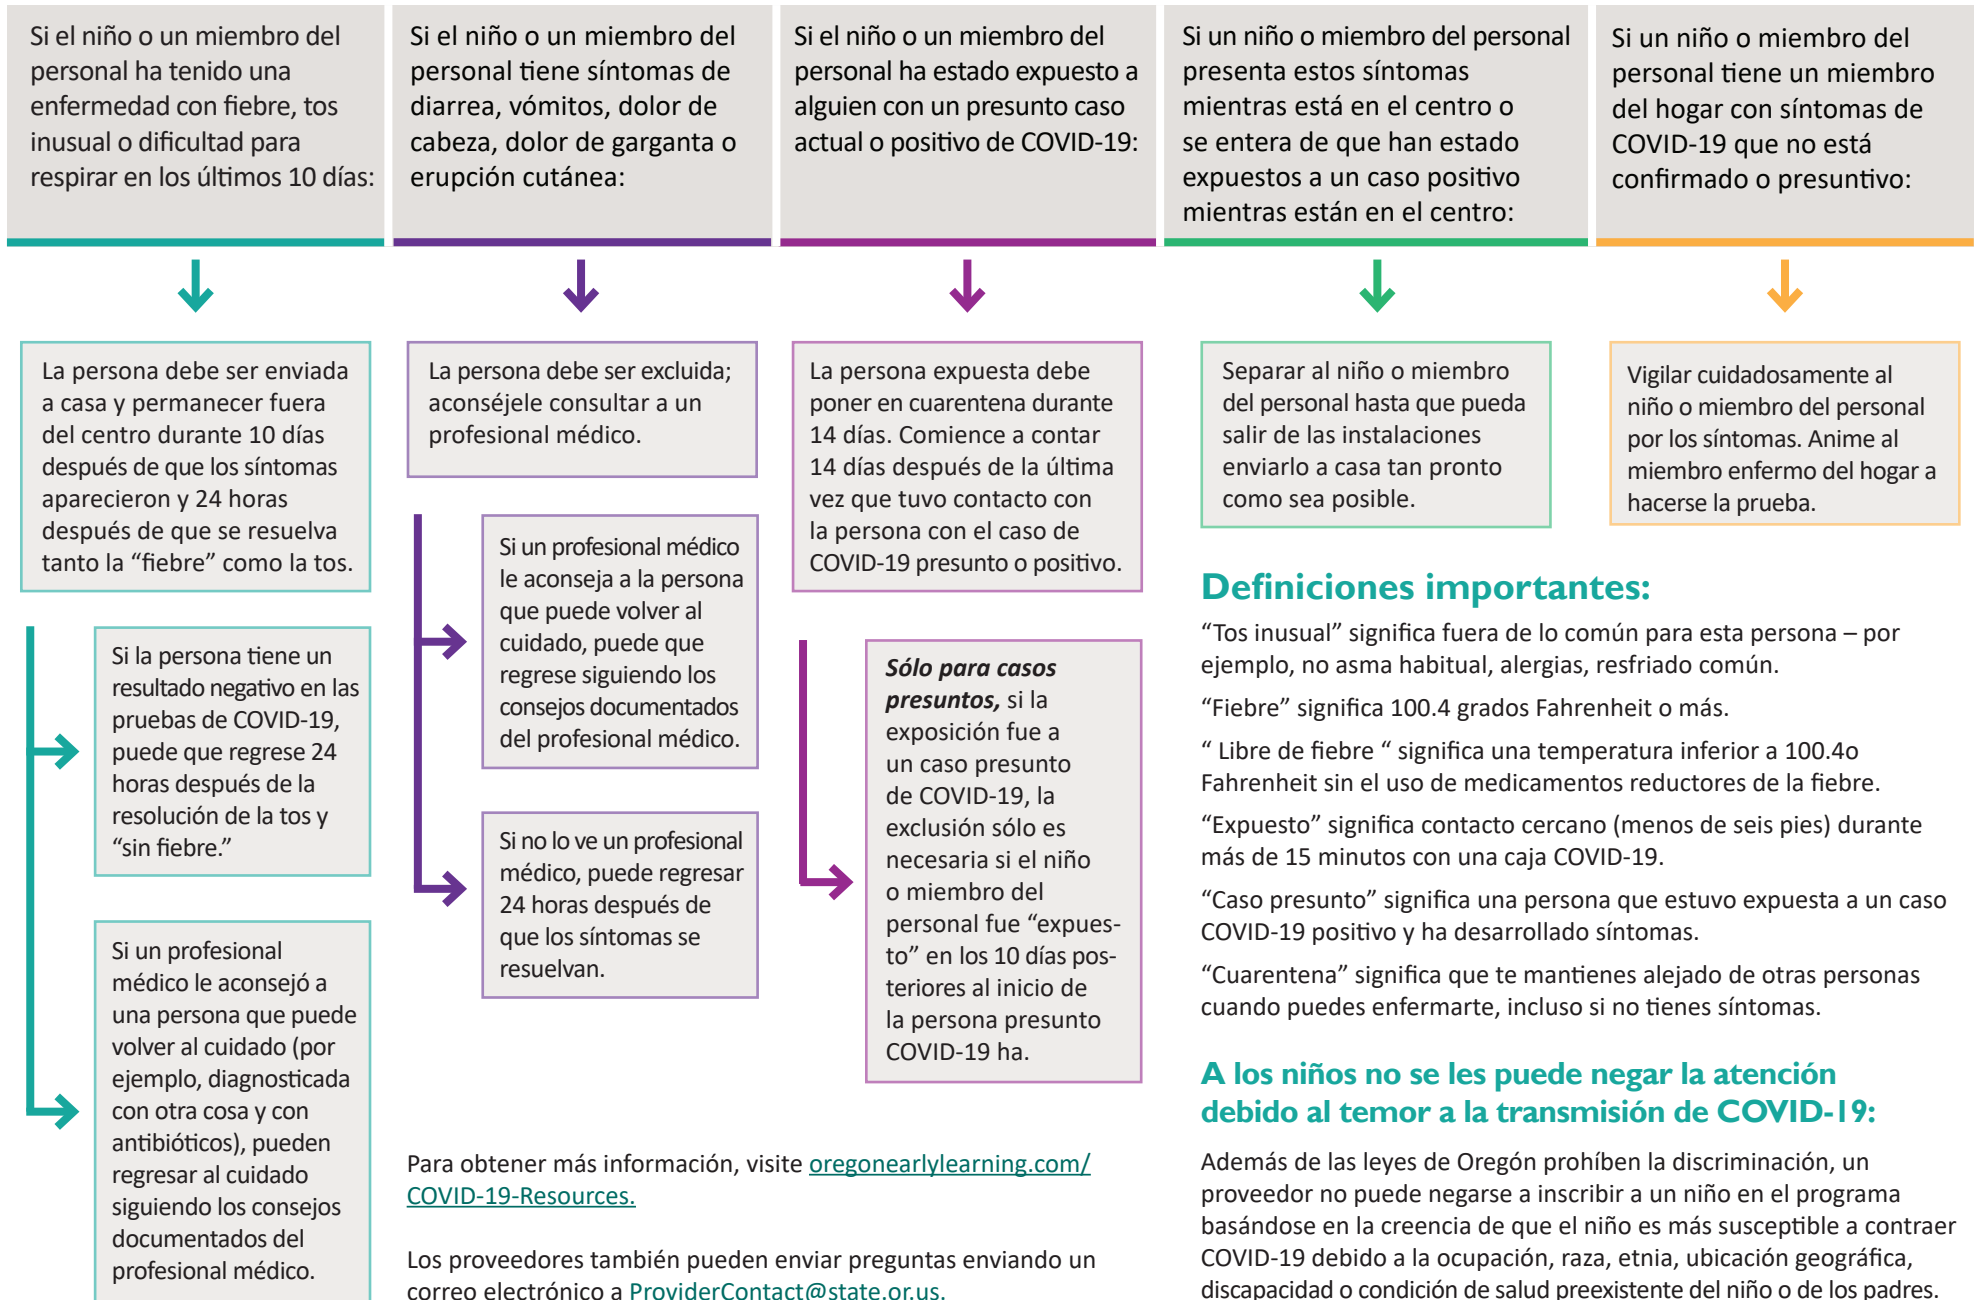 Si el niño o un miembro del
personal ha tenido una
enfermedad con fiebre, tos
inusual o dificultad para
respirar en los últimos 10 días:
La persona debe ser enviada
a casa y permanecer fuera
del centro durante 10 días
después de que los síntomas
aparecieron y 24 horas
después de que se resuelva
tanto la “fiebre” como la tos.
Si la persona tiene un
resultado negativo en las
pruebas de COVID-19,
puede que regrese 24
horas después de la
resolución de la tos y
“sin fiebre.”
Si un profesional
médico le aconsejó a
una persona que puede
volver al cuidado (por
ejemplo, diagnosticada
con otra cosa y con
antibióticos), pueden
regresar al cuidado
siguiendo los consejos
documentados del
profesional médico.
Si el niño o un miembro del
personal tiene síntomas de
diarrea, vómitos, dolor de
cabeza, dolor de garganta o
erupción cutánea:
La persona debe ser excluida;
aconséjele consultar a un
profesional médico.
Si un profesional médico
le aconseja a la persona
que puede volver al
cuidado, puede que
regrese siguiendo los
consejos documentados
del profesional médico.
Si no lo ve un profesional
médico, puede regresar
24 horas después de
que los síntomas se
resuelvan.
Si el niño o un miembro del
personal ha estado expuesto a
alguien con un presunto caso
actual o positivo de COVID-19:
La persona expuesta debe
poner en cuarentena durante
14 días. Comience a contar
14 días después de la última
vez que tuvo contacto con
la persona con el caso de
COVID-19 presunto o positivo.
Sólo para casos
presuntos, si la
exposición fue a
un caso presunto
de COVID-19, la
exclusión sólo es
necesaria si el niño
o miembro del
personal fue “expues-
to” en los 10 días pos-
teriores al inicio de
la persona presunto
COVID-19 ha.
Para obtener más información, visite oregonearlylearning.com/
COVID-19-Resources.
Los proveedores también pueden enviar preguntas enviando un
correo electrónico a ProviderContact@state.or.us.
Si un niño o miembro del personal
presenta estos síntomas
mientras está en el centro o
se entera de que han estado
expuestos a un caso positivo
mientras están en el centro:
Separar al niño o miembro
del personal hasta que pueda
salir de las instalaciones
enviarlo a casa tan pronto
como sea posible.
Si un niño o miembro del
personal tiene un miembro
del hogar con síntomas de
COVID-19 que no está
confirmado o presuntivo:
Vigilar cuidadosamente al
niño o miembro del personal
por los síntomas. Anime al
miembro enfermo del hogar a
hacerse la prueba.
Definiciones importantes:
“Tos inusual” significa fuera de lo común para esta persona – por
ejemplo, no asma habitual, alergias, resfriado común.
“Fiebre” significa 100.4 grados Fahrenheit o más.
“ Libre de fiebre “ significa una temperatura inferior a 100.4o
Fahrenheit sin el uso de medicamentos reductores de la fiebre.
“Expuesto” significa contacto cercano (menos de seis pies) durante
más de 15 minutos con una caja COVID-19.
“Caso presunto” significa una persona que estuvo expuesta a un caso
COVID-19 positivo y ha desarrollado síntomas.
“Cuarentena” significa que te mantienes alejado de otras personas
cuando puedes enfermarte, incluso si no tienes síntomas.
A los niños no se les puede negar la atención
debido al temor a la transmisión de COVID-19:
Además de las leyes de Oregón prohíben la discriminación, un
proveedor no puede negarse a inscribir a un niño en el programa
basándose en la creencia de que el niño es más susceptible a contraer
COVID-19 debido a la ocupación, raza, etnia, ubicación geográfica,
discapacidad o condición de salud preexistente del niño o de los padres.